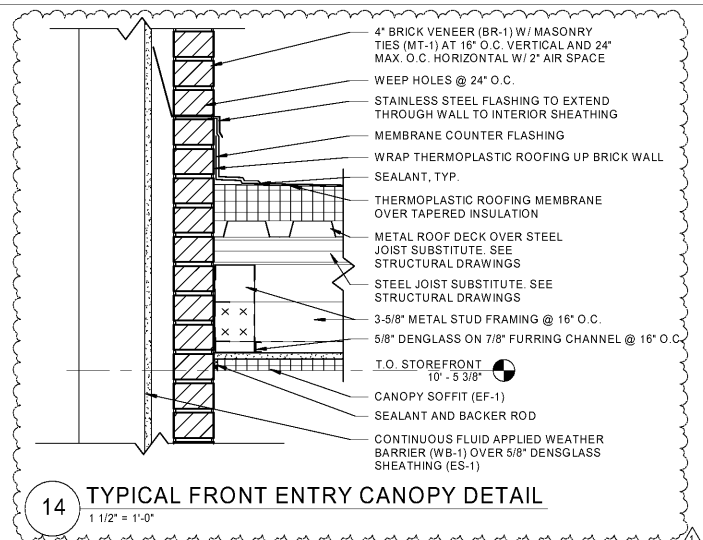 4" BRICK VENEER (BR-1) W/ MASONRY
TIES (MT-1) AT 16" O.C. VERTICAL AND 24"
MAX. O.C. HORIZONTAL W/ 2" AIR SPACE
WEEP HOLES @ 24" O.C.
STAINLESS STEEL FLASHING TO EXTEND
THROUGH WALL TO INTERIOR SHEATHING
MEMBRANE COUNTER FLASHING
WRAP THERMOPLASTIC ROOFING UP BRICK WALL
SEALANT, TYP.
THERMOPLASTIC ROOFING MEMBRANE
OVER TAPERED INSULATION
METAL ROOF DECK OVER STEEL
JOIST SUBSTITUTE. SEE
STRUCTURAL DRAWINGS
STEEL JOIST SUBSTITUTE. SEE
STRUCTURAL DRAWINGS
3-5/8" METAL STUD FRAMING @ 16" O.C.
5/8" DENGLASS ON 7/8" FURRING CHANNEL @ 16" O.C
T.O. STOREFRONT
10' - 5 3/8"
CANOPY SOFFIT (EF-1)
SEALANT AND BACKER ROD
CONTINUOUS FLUID APPLIED WEATHER
BARRIER (WB-1) OVER 5/8" DENSGLASS
SHEATHING (ES-1)
14 TYPICAL FRONT ENTRY CANOPY DETAIL
1 1/2" = 1'-0"
1